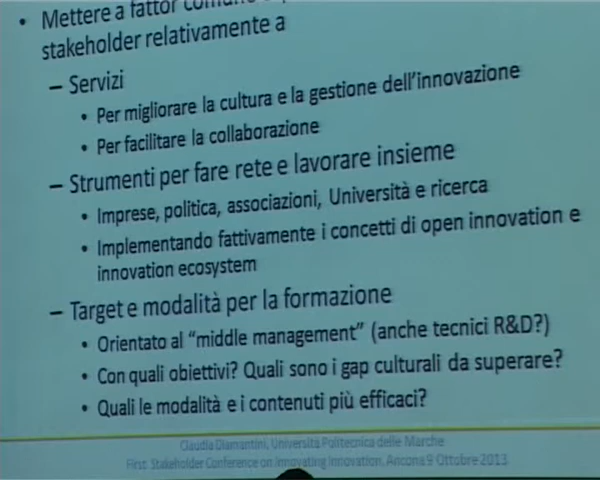 • Mettere a fattor comune
stakeholder relativamente a
– Servizi
• Per migliorare la cultura e la gestione dell'innovazione
• Per facilitare la collaborazione
– Strumenti per fare rete e lavorare insieme
• Imprese, politica, associazioni, Università e ricerca
• Implementando fattivamente i concetti di open innovation e
innovation ecosystem
– Target e modalità per la formazione
• Orientato al "middle management" (anche tecnici R&D?)
• Con quali obiettivi? Quali sono i gap culturali da superare?
• Quali le modalità e i contenuti più efficaci?
Claudia Diamantini, Università Politecnica delle Marche
First Stakeholder Conference on Innovating Innovation, Ancona 9 Ottobre 2013